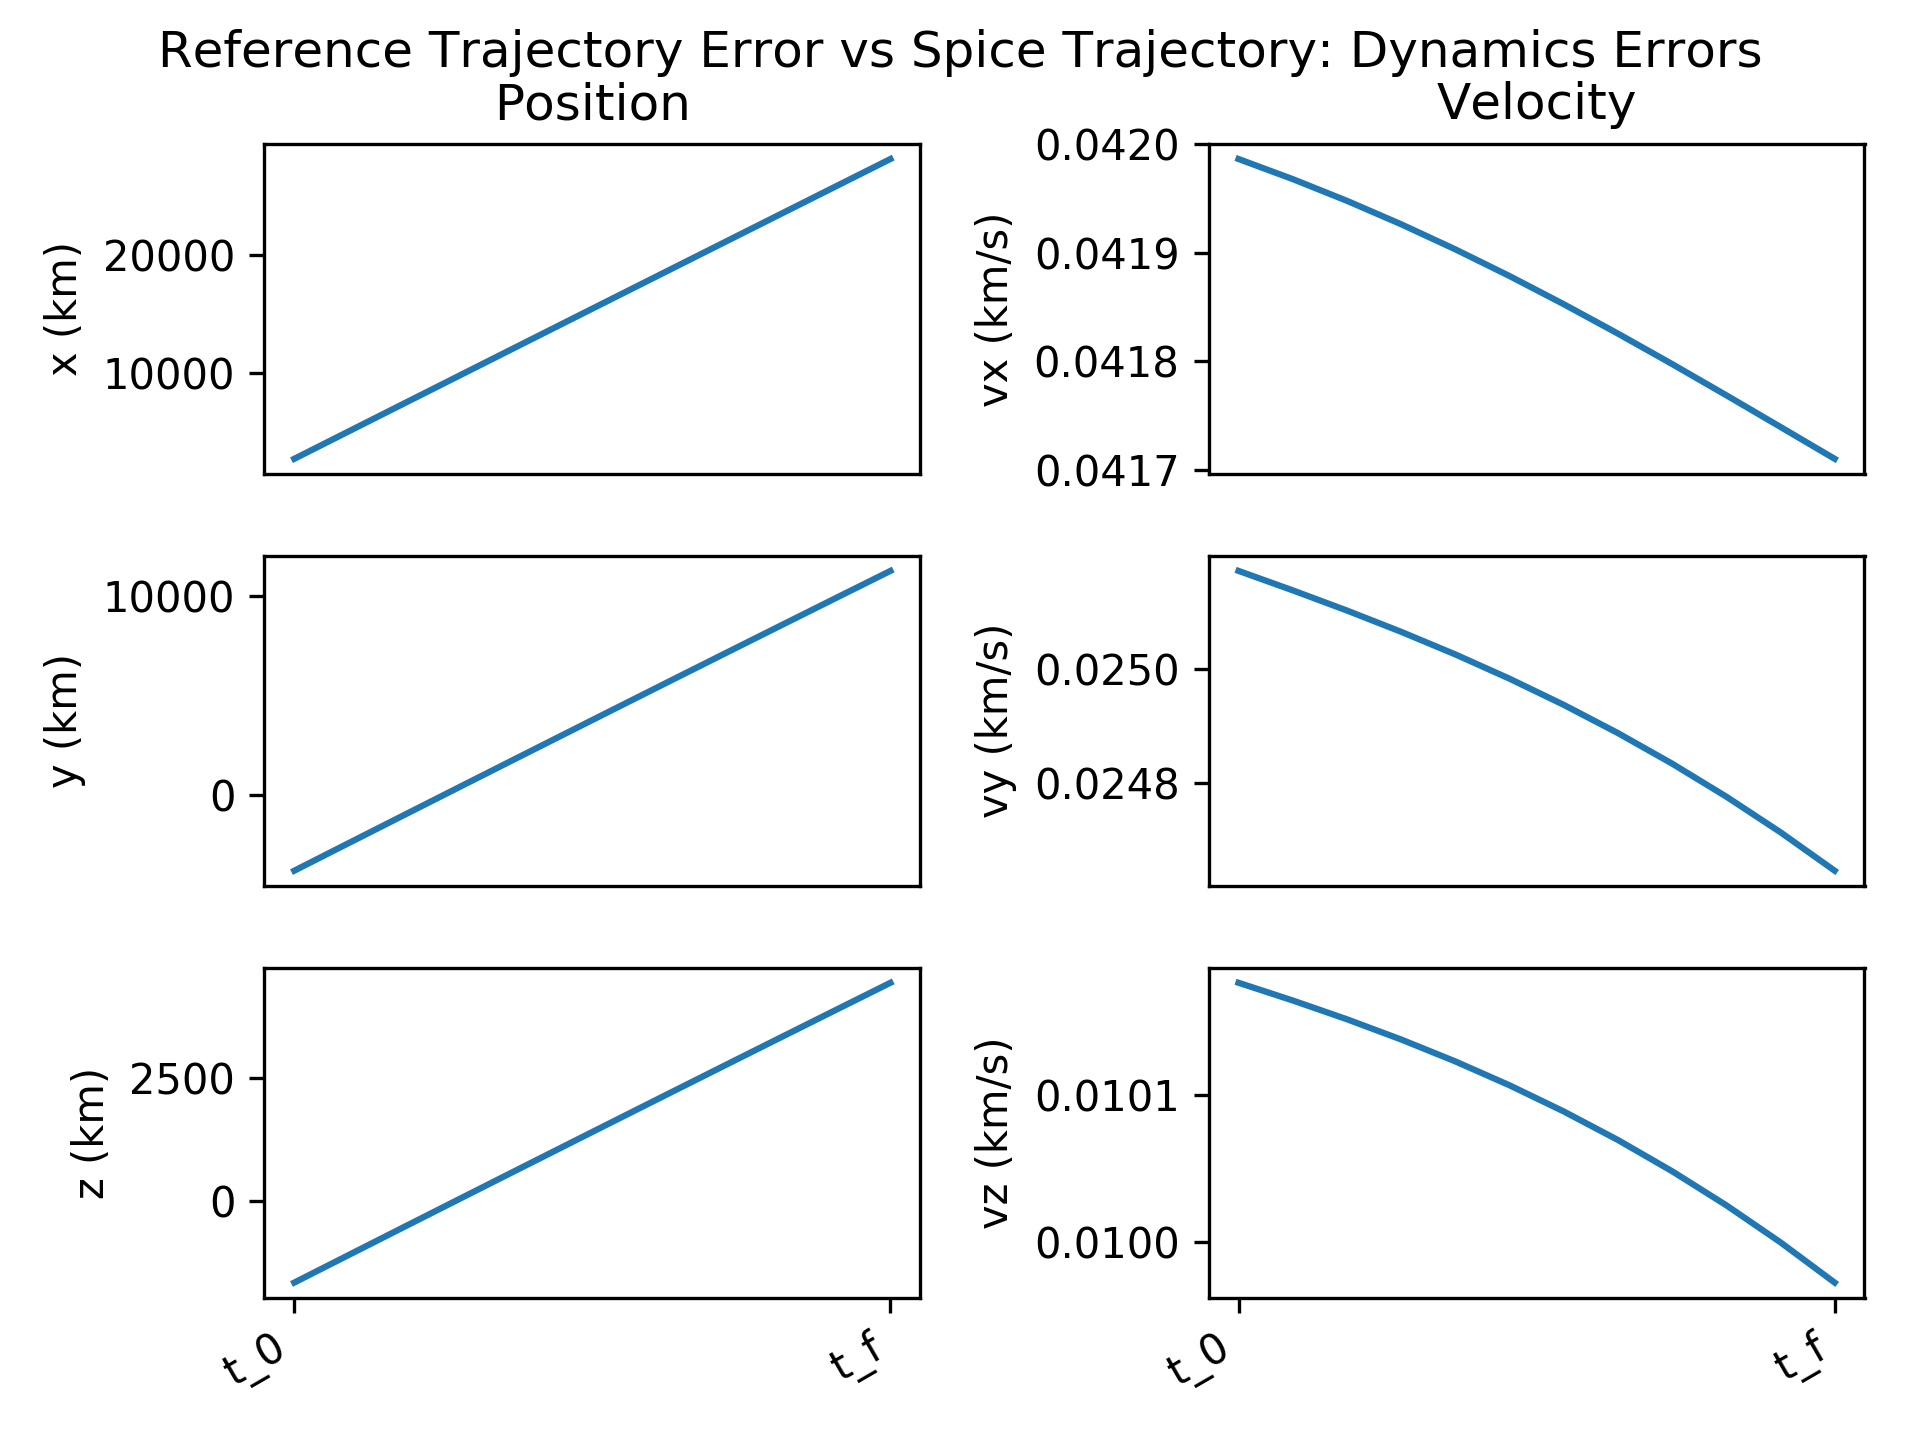 Reference Trajectory Error vs Spice Trajectory: Dynamics Errors
Position
Velocity
x (km)
20000
10000
vx (km/s)
0.0420
0.0419
0.0418
0.0417
y (km)
10000
0
vy (km/s)
0.0250
0.0248
z (km)
2500
0
vz (km/s)
0.0101
0.0100
t_0
t_f
t_0
t_f